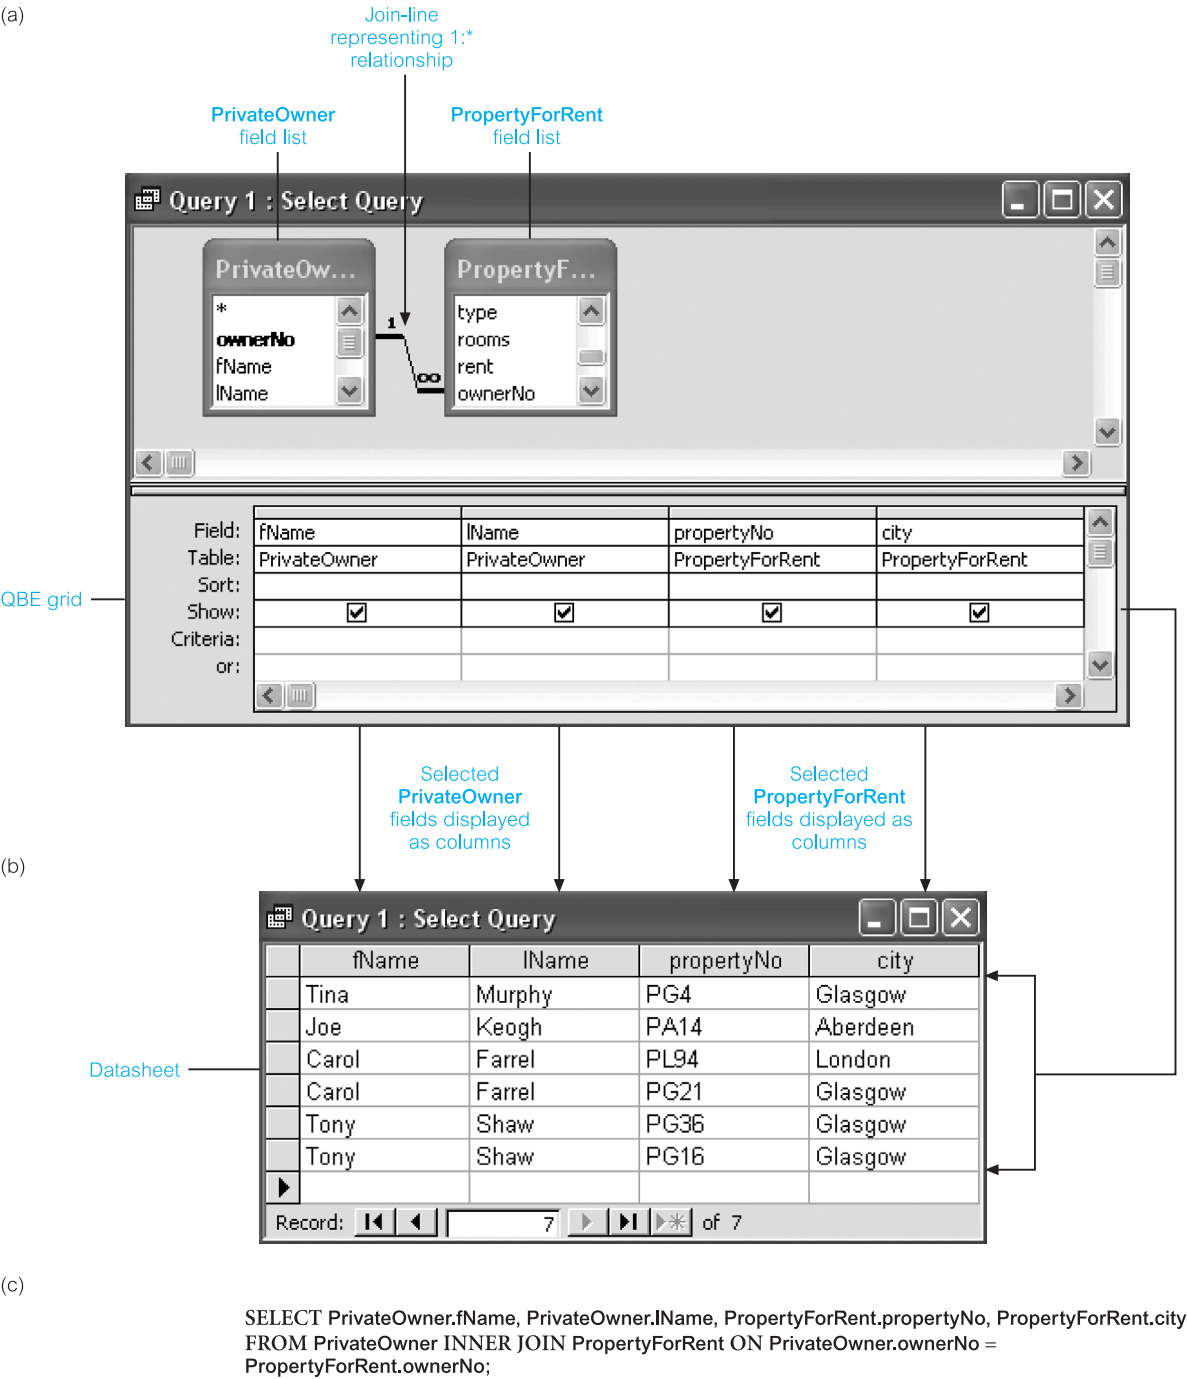 (a)
Join-line
representing 1:*
relationship
PrivateOwner
field list
PropertyForRent
field list
Query 1 : Select Query
PrivateOw...
*
ownerNo
fName
lName
1
∞
PropertyF...
type
rooms
rent
ownerNo
QBE grid
Field: fName lName propertyNo city
Table: PrivateOwner PrivateOwner PropertyForRent PropertyForRent
Sort:
Show:
Criteria:
or:
Selected
PrivateOwner
fields displayed
as columns
Selected
PropertyForRent
fields displayed as
columns
(b)
Query 1 : Select Query
fName lName propertyNo city
Tina Murphy PG4 Glasgow
Joe Keogh PA14 Aberdeen
Carol Farrel PL94 London
Carol Farrel PG21 Glasgow
Tony Shaw PG36 Glasgow
Tony Shaw PG16 Glasgow
Datasheet
Record: 7 of 7
(c)
SELECT PrivateOwner.fName, PrivateOwner.lName, PropertyForRent.propertyNo, PropertyForRent.city
FROM PrivateOwner INNER JOIN PropertyForRent ON PrivateOwner.ownerNo =
PropertyForRent.ownerNo;